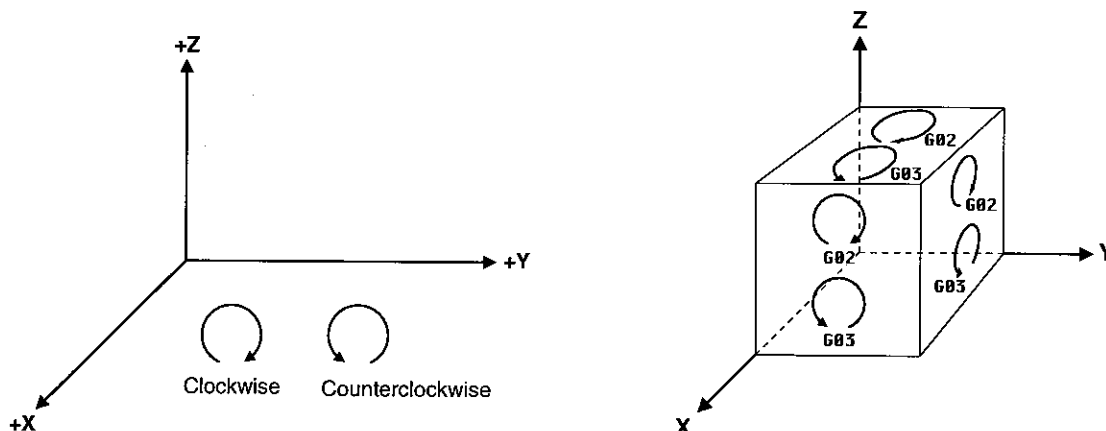 +Z
+Y
+X
Clockwise
Counterclockwise
Z
G02
G03
G02
G02
G03
G03
Y
X